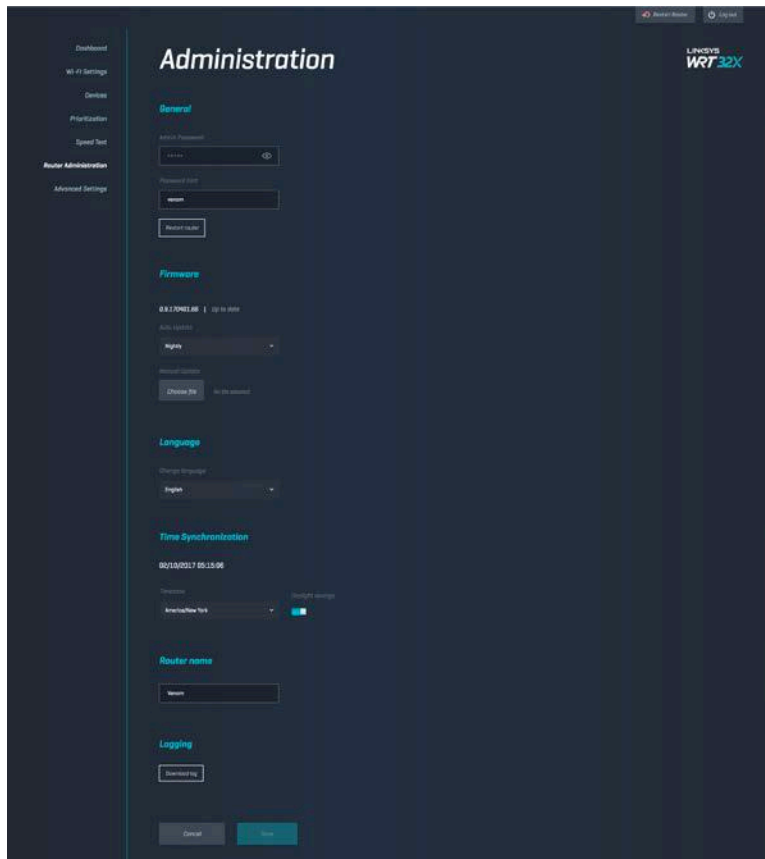 Restart Router
Log out
Dashboard
Wi-Fi Settings
Devices
Prioritization
Speed Test
Router Administration
Advanced Settings
Administration
LINKSYS
WRT32X
General
Admin Password
Password hint
venom
Restart router
Firmware
Up to date
Auto Update
Nightly
Manual Update
Choose file
Language
Change language
English
Time Synchronization
02/10/2017 05:15:06
Timezone
Daylight savings
America/New York
Router name
Venom
Logging
Download log
Cancel
Save